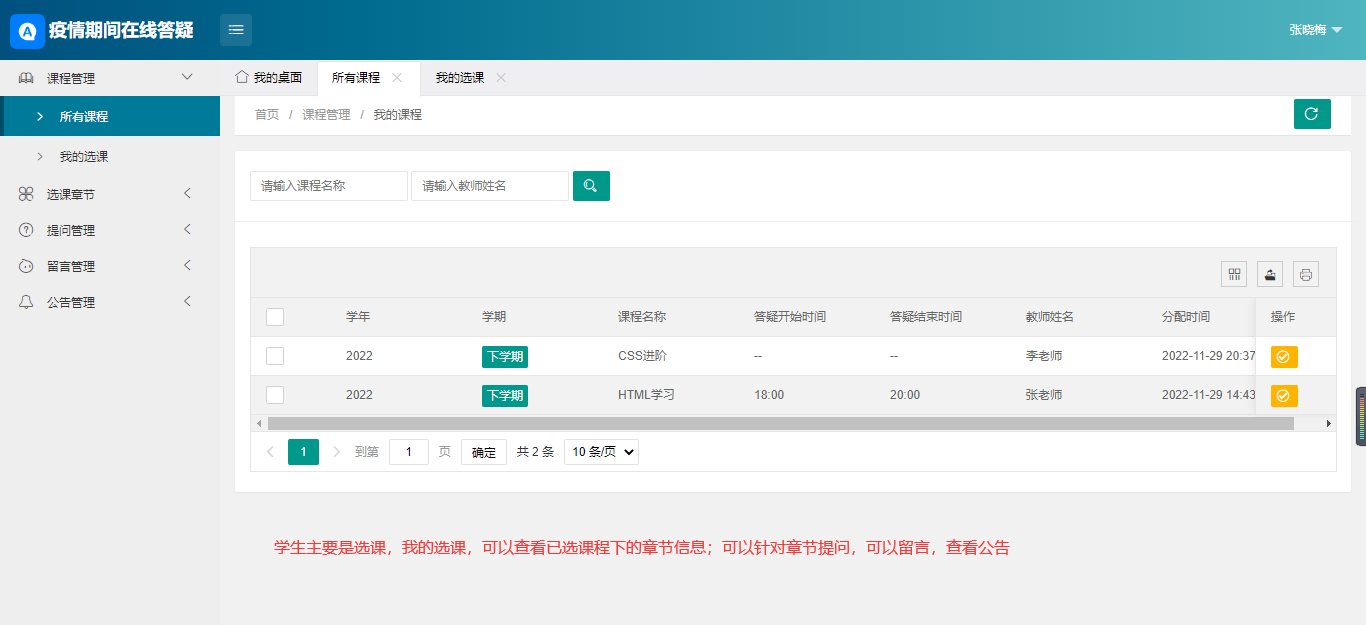 疫情期间在线答疑
张晓梅
课程管理
所有课程
我的选课
选课章节
提问管理
留言管理
公告管理
我的桌面 所有课程 我的选课
首页 / 课程管理 / 我的课程
请输入课程名称 请输入教师姓名
学年 学期 课程名称 答疑开始时间 答疑结束时间 教师姓名 分配时间 操作
2022 下学期 CSS进阶 -- -- 李老师 2022-11-29 20:37
2022 下学期 HTML学习 18:00 20:00 张老师 2022-11-29 14:43
1 到第 1 页 确定 共 2 条 10 条/页
学生主要是选课，我的选课，可以查看已选课程下的章节信息；可以针对章节提问，可以留言，查看公告